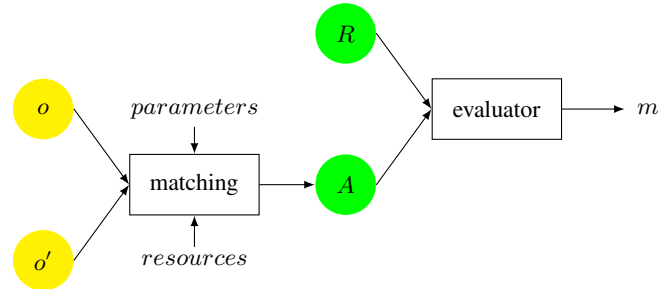 R
o
parameters
evaluator
m
matching
A
o′
resources